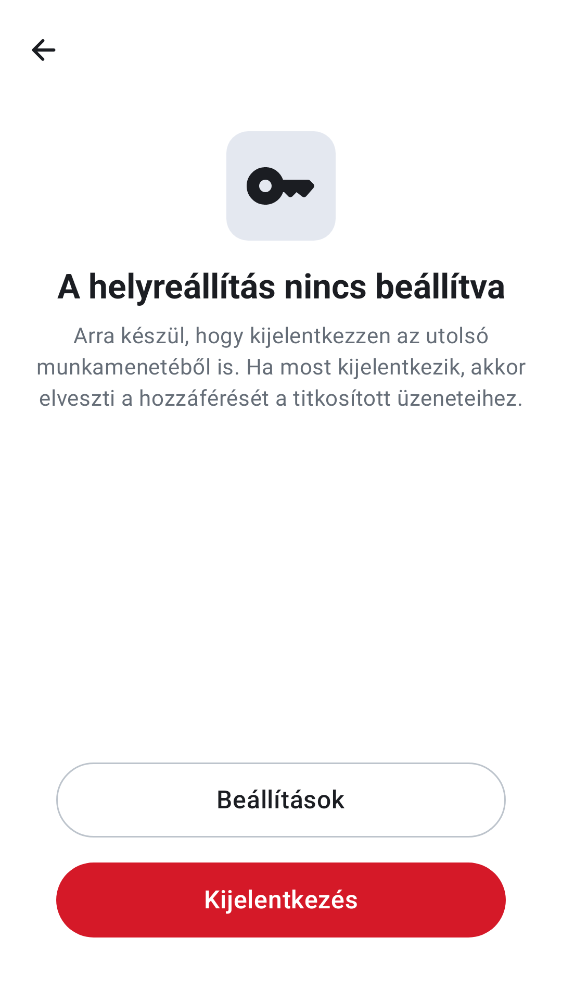 A helyreállítás nincs beállítva
Arra készül, hogy kijelentkezzen az utolsó
munkamenetéből is. Ha most kijelentkezik, akkor
elveszti a hozzáférését a titkosított üzeneteihez.
Beállítások
Kijelentkezés